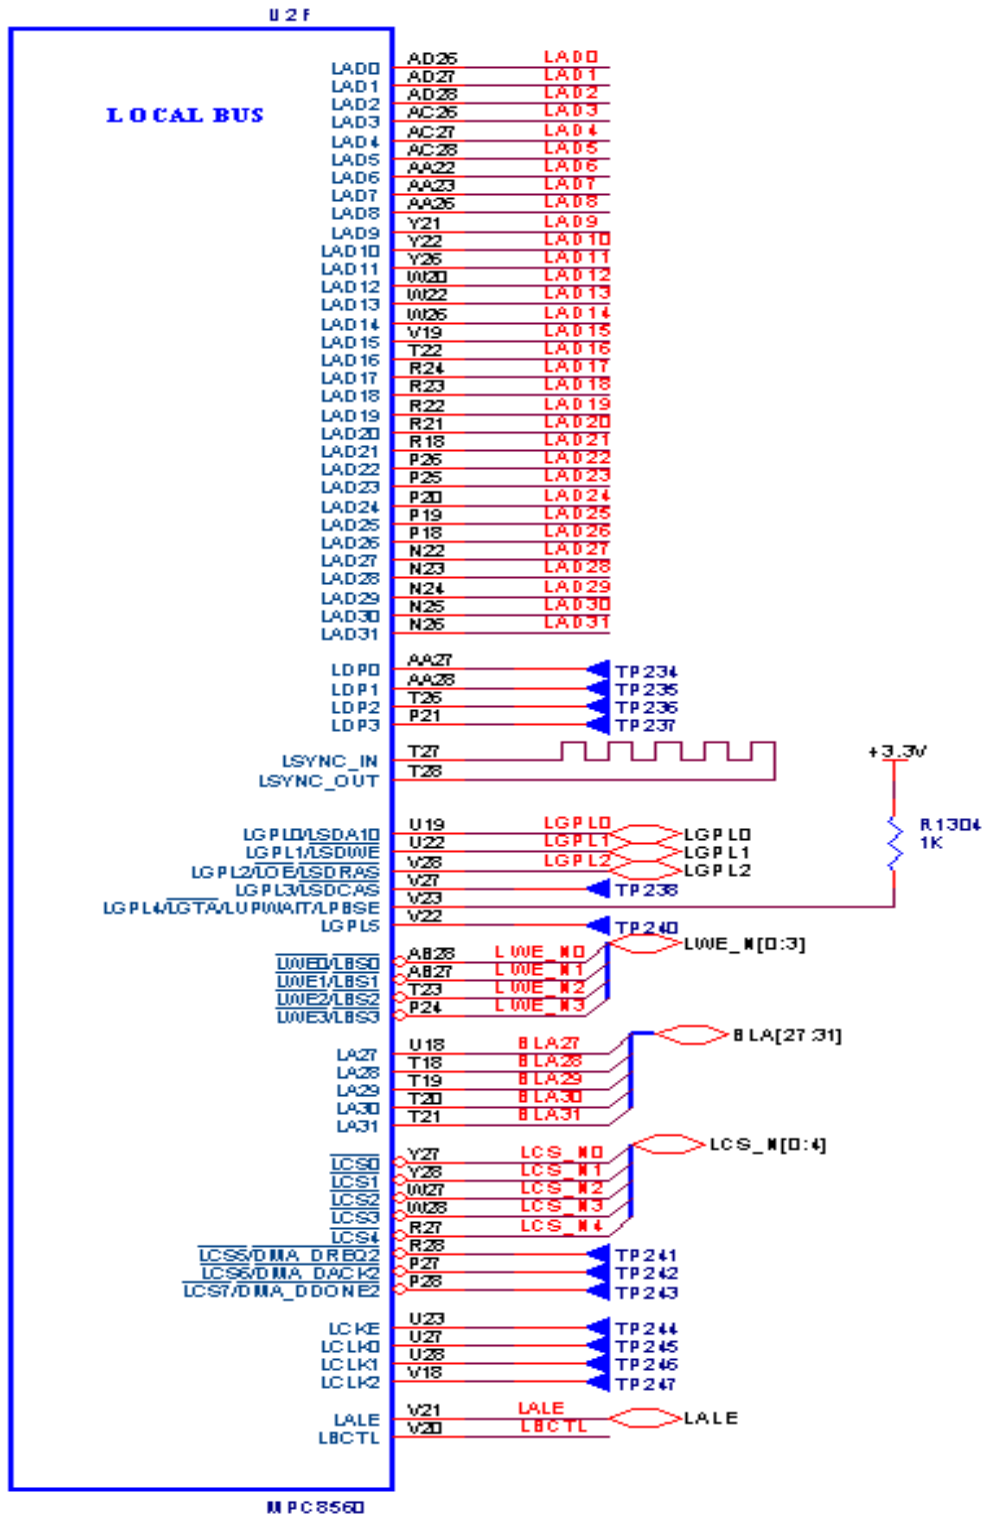 U2F
LOCAL BUS
LAD0 AD26 LAD0
LAD1 AD27 LAD1
LAD2 AD28 LAD2
LAD3 AC26 LAD3
LAD4 AC27 LAD4
LAD5 AC28 LAD5
LAD6 AA22 LAD6
LAD7 AA23 LAD7
LAD8 AA26 LAD8
LAD9 Y21 LAD9
LAD10 Y22 LAD10
LAD11 Y26 LAD11
LAD12 W20 LAD12
LAD13 W22 LAD13
LAD14 W26 LAD14
LAD15 V19 LAD15
LAD16 T22 LAD16
LAD17 R24 LAD17
LAD18 R23 LAD18
LAD19 R22 LAD19
LAD20 R21 LAD20
LAD21 R18 LAD21
LAD22 P26 LAD22
LAD23 P25 LAD23
LAD24 P20 LAD24
LAD25 P19 LAD25
LAD26 P18 LAD26
LAD27 N22 LAD27
LAD28 N23 LAD28
LAD29 N24 LAD29
LAD30 N25 LAD30
LAD31 N26 LAD31
LDP0 AA27 TP234
LDP1 AA28 TP235
LDP2 T26 TP236
LDP3 P21 TP237
LSYNC_IN T27
LSYNC_OUT T28
+3.3V
R1304
1K
LGPL0/LSDA10 U19 LGPL0 LGPL0
LGPL1/LSDWE U22 LGPL1 LGPL1
LGPL2/LOE/LSDRAS V28 LGPL2 LGPL2
LGPL3/LSDCAS V27 TP238
LGPL4/LGTA/LUPWAIT/LPBSE V23
LGPL5 V22 TP240
LWE_N[0:3]
LWE0/LBS0 AB28 LWE_N0
LWE1/LBS1 AB27 LWE_N1
LWE2/LBS2 T23 LWE_N2
LWE3/LBS3 P24 LWE_N3
BLA[27:31]
LA27 U18 BLA27
LA28 T18 BLA28
LA29 T19 BLA29
LA30 T20 BLA30
LA31 T21 BLA31
LCS_N[0:4]
LCS0 Y27 LCS_N0
LCS1 Y28 LCS_N1
LCS2 W27 LCS_N2
LCS3 W28 LCS_N3
LCS4 R27 LCS_N4
LCS5/DMA_DREQ2 R28 TP241
LCS6/DMA_DACK2 P27 TP242
LCS7/DMA_DDONE2 P28 TP243
LCKE U23 TP244
LCLK0 U27 TP245
LCLK1 U28 TP246
LCLK2 V18 TP247
LALE V21 LALE LALE
LBCTL V20 LBCTL
MPC8560